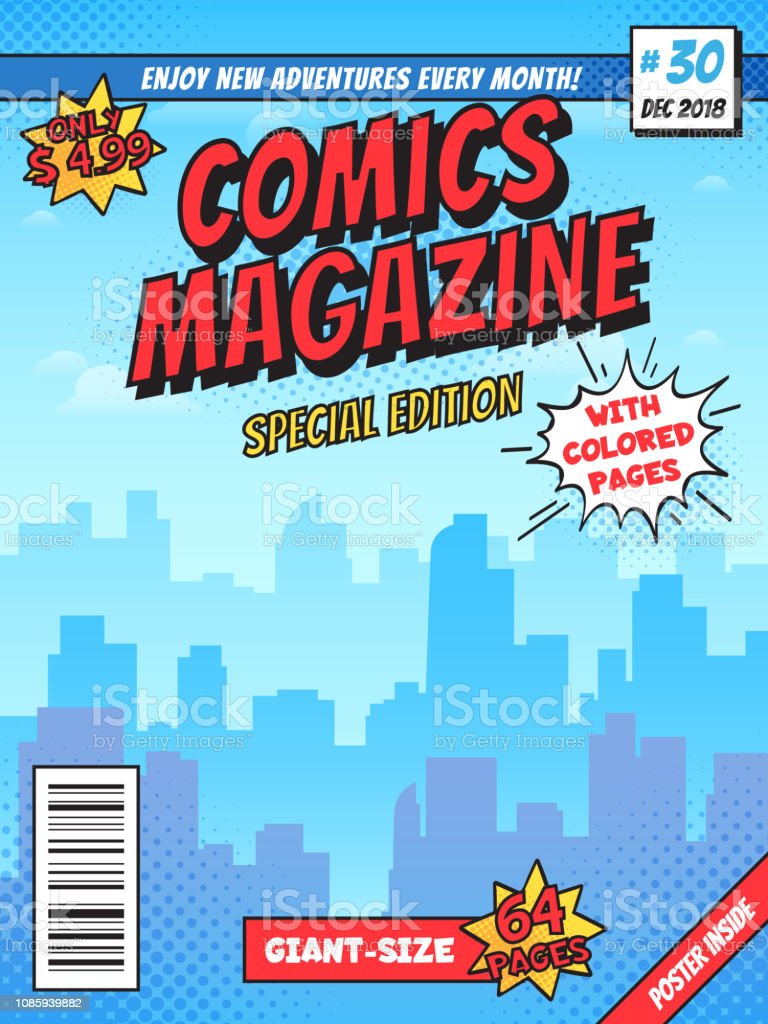 ENJOY NEW ADVENTURES EVERY MONTH!
# 30
DEC 2018
ONLY
$ 4.99
COMICS
MAGAZINE
SPECIAL EDITION
WITH
COLORED
PAGES
GIANT-SIZE
64
PAGES
POSTER INSIDE
iStock
by Getty Images™
1085939882